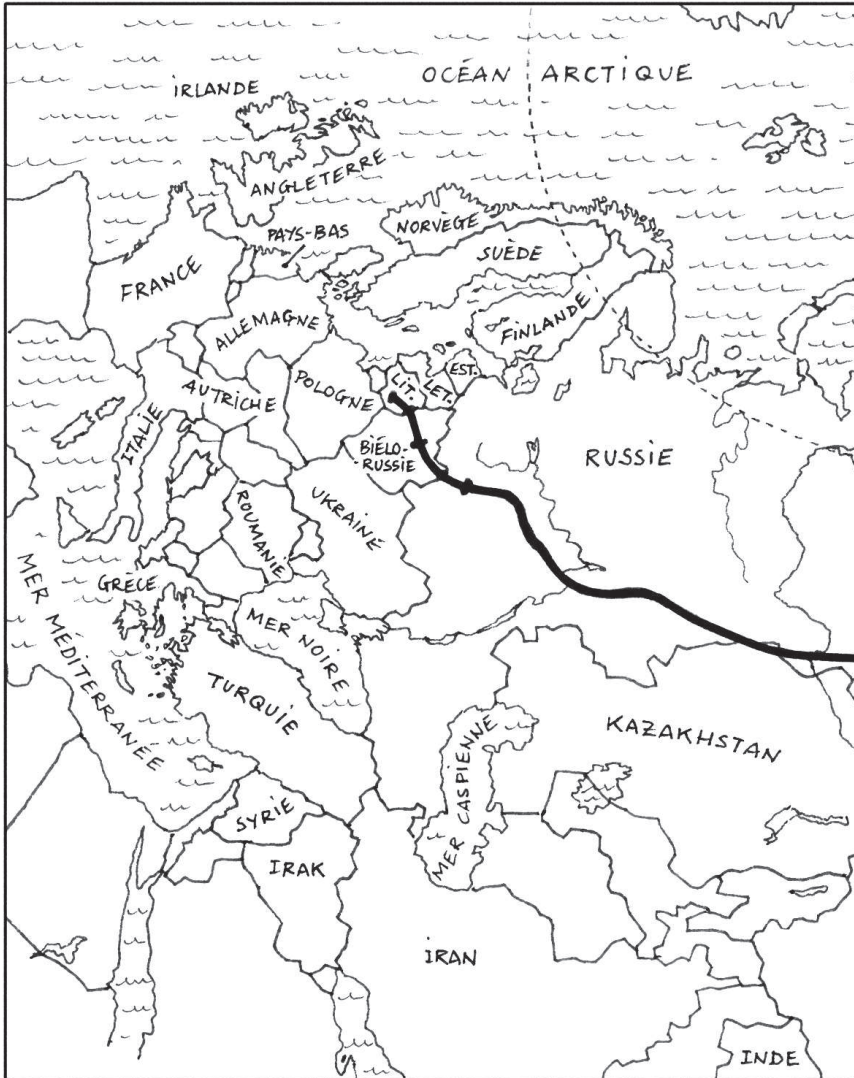 OCÉAN ARCTIQUE
IRLANDE
ANGLETERRE
NORVÈGE
PAYS-BAS
SUÈDE
FRANCE
FINLANDE
ALLEMAGNE
EST.
LIT.
LET.
POLOGNE
AUTRICHE
ITALIE
BIÉLO-
RUSSIE
RUSSIE
UKRAINE
ROUMANIE
GRÈCE
MER NOIRE
MER MÉDITERRANÉE
TURQUIE
KAZAKHSTAN
MER CASPIENNE
SYRIE
IRAK
IRAN
INDE